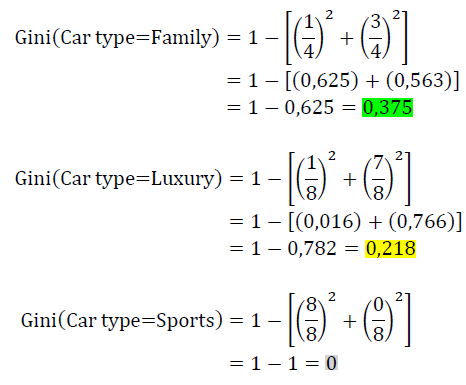 Gini(Car type=Family) = 1 − [(1/4)² + (3/4)²]
= 1 − [(0,625) + (0,563)]
= 1 − 0,625 = 0,375
Gini(Car type=Luxury) = 1 − [(1/8)² + (7/8)²]
= 1 − [(0,016) + (0,766)]
= 1 − 0,782 = 0,218
Gini(Car type=Sports) = 1 − [(8/8)² + (0/8)²]
= 1 − 1 = 0